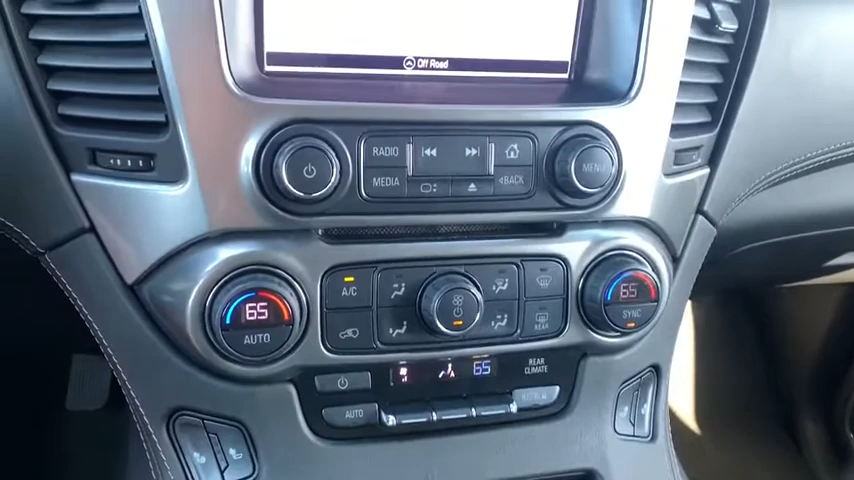 Off Road
RADIO
MEDIA
BACK
MENU
65
AUTO
A/C
REAR
65
SYNC
AUTO
65
REAR
CLIMATE